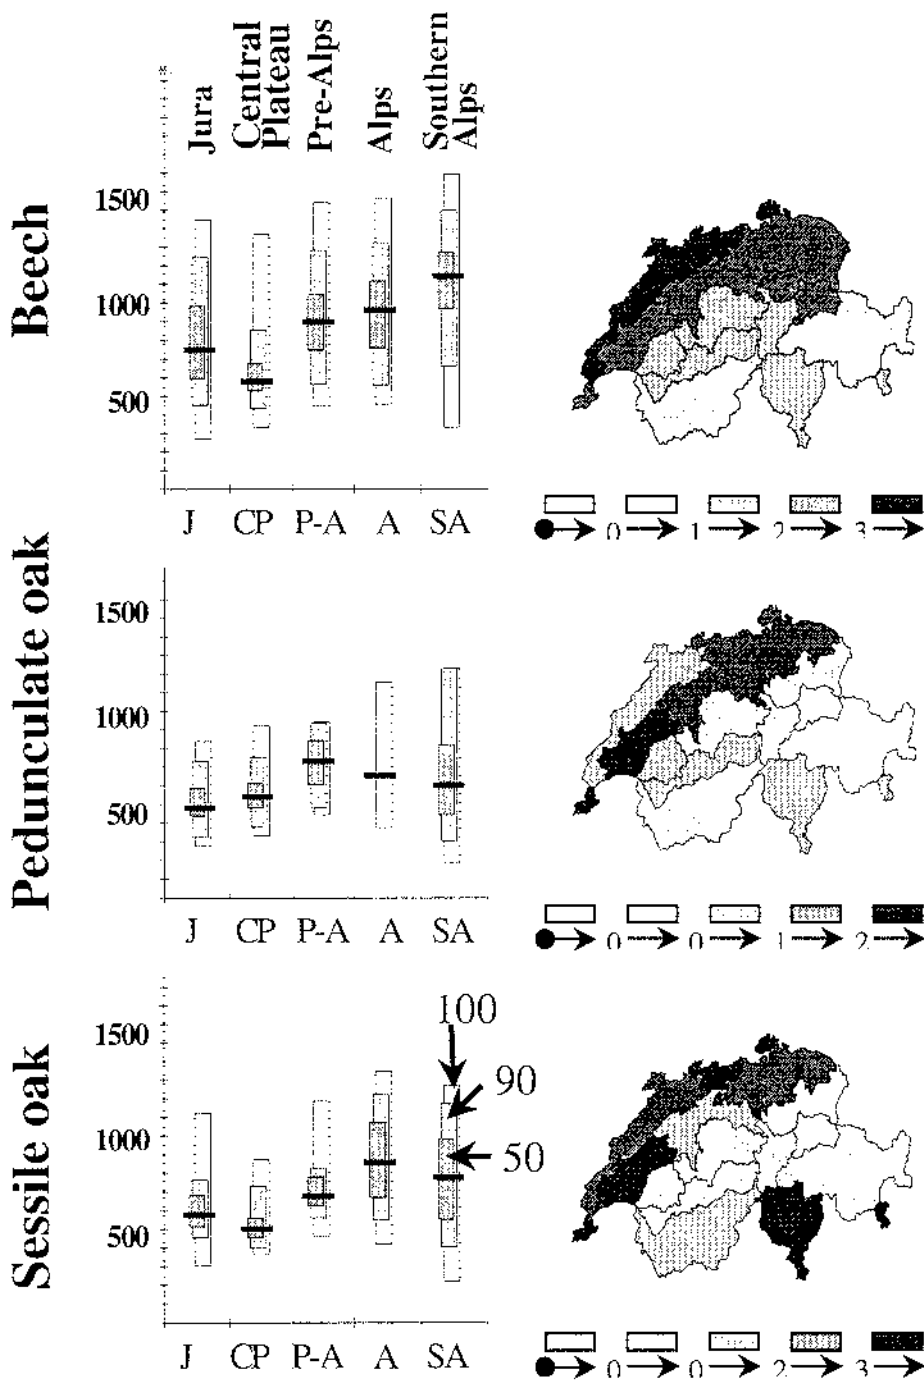 Beech
Jura
Central
Plateau
Pre-Alps
Alps
Southern
Alps
1500
1000
500
J CP P-A A SA
0 1 2 3
Pedunculate oak
1500
1000
500
J CP P-A A SA
0 0 1 2
Sessile oak
1500
1000
500
100
90
50
J CP P-A A SA
0 0 2 3